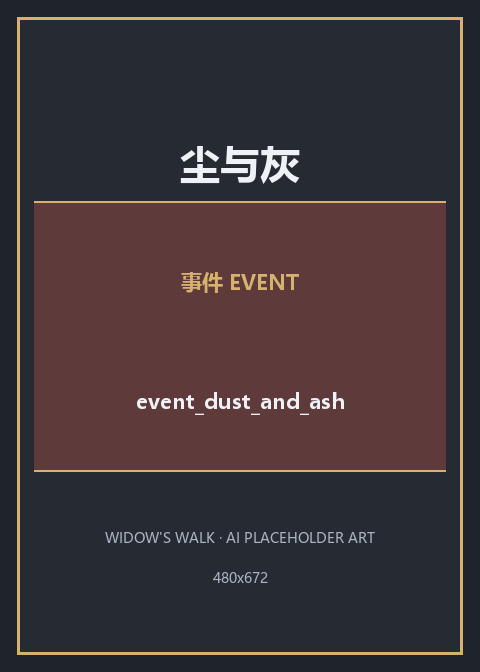 尘与灰
事件 EVENT
event_dust_and_ash
WIDOW'S WALK · AI PLACEHOLDER ART
480x672